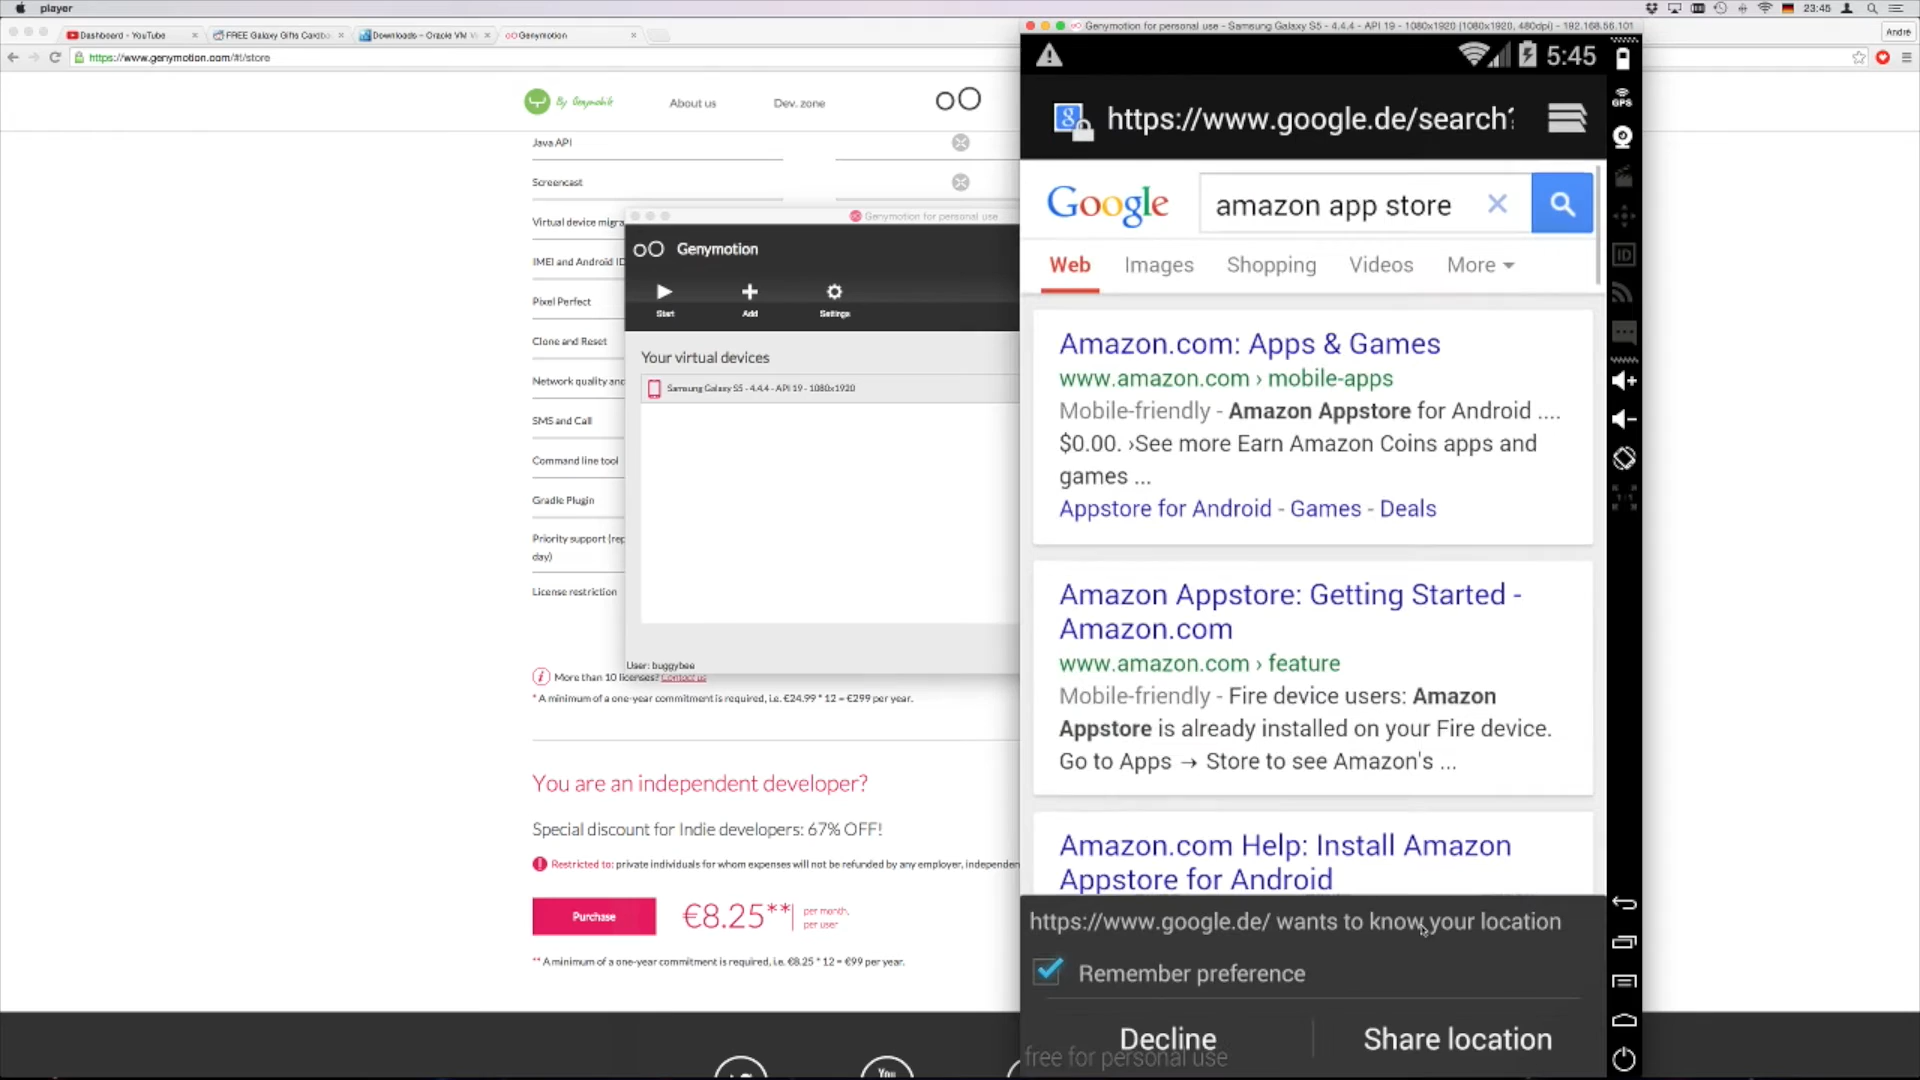 player
23:45
Dashboard - YouTube
FREE Galaxy Gifts Cardbo
Downloads – Oracle VM V
Genymotion
André
https://www.genymotion.com/#!/store
By Genymobile
About us
Dev. zone
Java API
Screencast
Virtual device migra
IMEI and Android ID
Pixel Perfect
Clone and Reset
Network quality and
SMS and Call
Command line tool
Gradle Plugin
Priority support (rep
day)
License restriction
Genymotion for personal use
Genymotion
Start
Add
Settings
Your virtual devices
Samsung Galaxy S5 - 4.4.4 - API 19 - 1080x1920
User: buggybee
More than 10 licenses? Contact us
* A minimum of a one-year commitment is required, i.e. €24.99 * 12 = €299 per year.
You are an independent developer?
Special discount for Indie developers: 67% OFF!
Restricted to: private individuals for whom expenses will not be refunded by any employer, independen
Purchase
€8.25**
per month,
per user
** A minimum of a one-year commitment is required, i.e. €8.25 * 12 = €99 per year.
You
Genymotion for personal use - Samsung Galaxy S5 - 4.4.4 - API 19 - 1080x1920 (1080x1920, 480dpi) - 192.168.56.101
5:45
GPS
ID
https://www.google.de/search?
Google
amazon app store
Web
Images
Shopping
Videos
More
Amazon.com: Apps & Games
www.amazon.com › mobile-apps
Mobile-friendly - Amazon Appstore for Android ....
$0.00. ›See more Earn Amazon Coins apps and
games ...
Appstore for Android - Games - Deals
Amazon Appstore: Getting Started -
Amazon.com
www.amazon.com › feature
Mobile-friendly - Fire device users: Amazon
Appstore is already installed on your Fire device.
Go to Apps → Store to see Amazon's ...
Amazon.com Help: Install Amazon
Appstore for Android
https://www.google.de/ wants to know your location
Remember preference
Decline
Share location
free for personal use